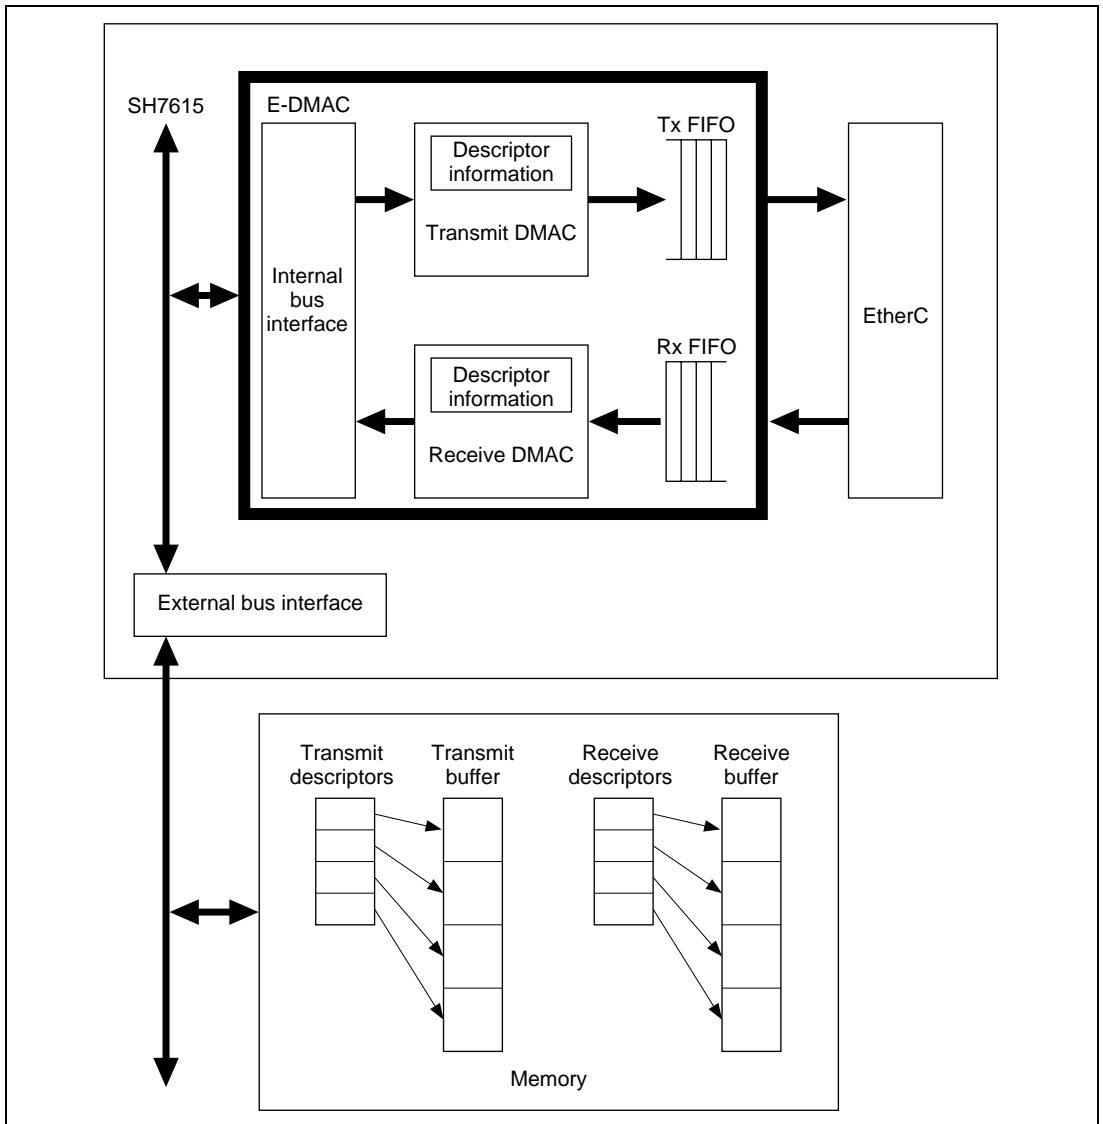 SH7615
E-DMAC
Tx FIFO
Descriptor
information
Transmit DMAC
Internal
bus
interface
EtherC
Rx FIFO
Descriptor
information
Receive DMAC
External bus interface
Transmit
descriptors
Transmit
buffer
Receive
descriptors
Receive
buffer
Memory